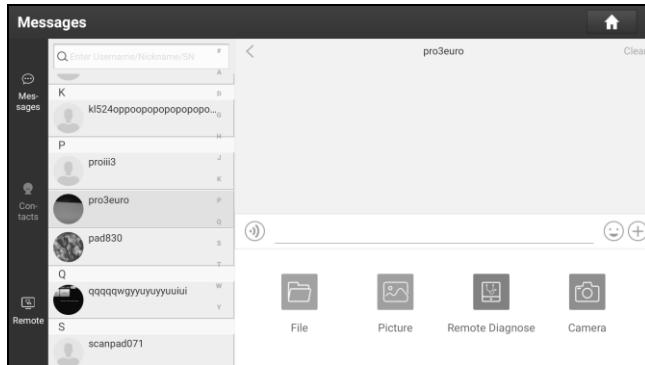 Messages
Mes-
sages
Con-
tacts
Remote
Enter Username/Nickname/SN
K
kl524oppoopopopopopopo...
P
proiii3
pro3euro
pad830
Q
qqqqqwgyyuyuyyuuiui
S
scanpad071
#
A
B
G
H
J
K
P
Q
S
T
W
Y
pro3euro
Clear
File
Picture
Remote Diagnose
Camera